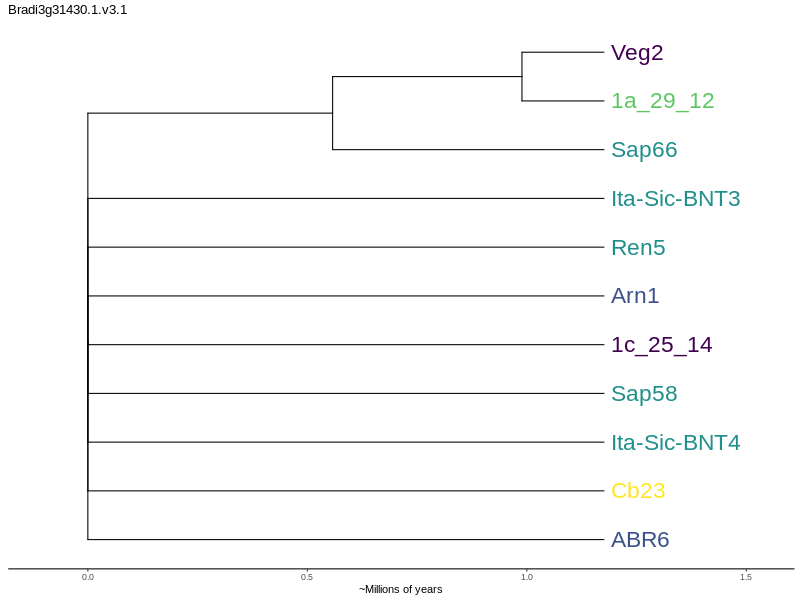 Bradi3g31430.1.v3.1
Veg2
1a_29_12
Sap66
Ita-Sic-BNT3
Ren5
Arn1
1c_25_14
Sap58
Ita-Sic-BNT4
Cb23
ABR6
0.0 0.5 1.0 1.5
~Millions of years